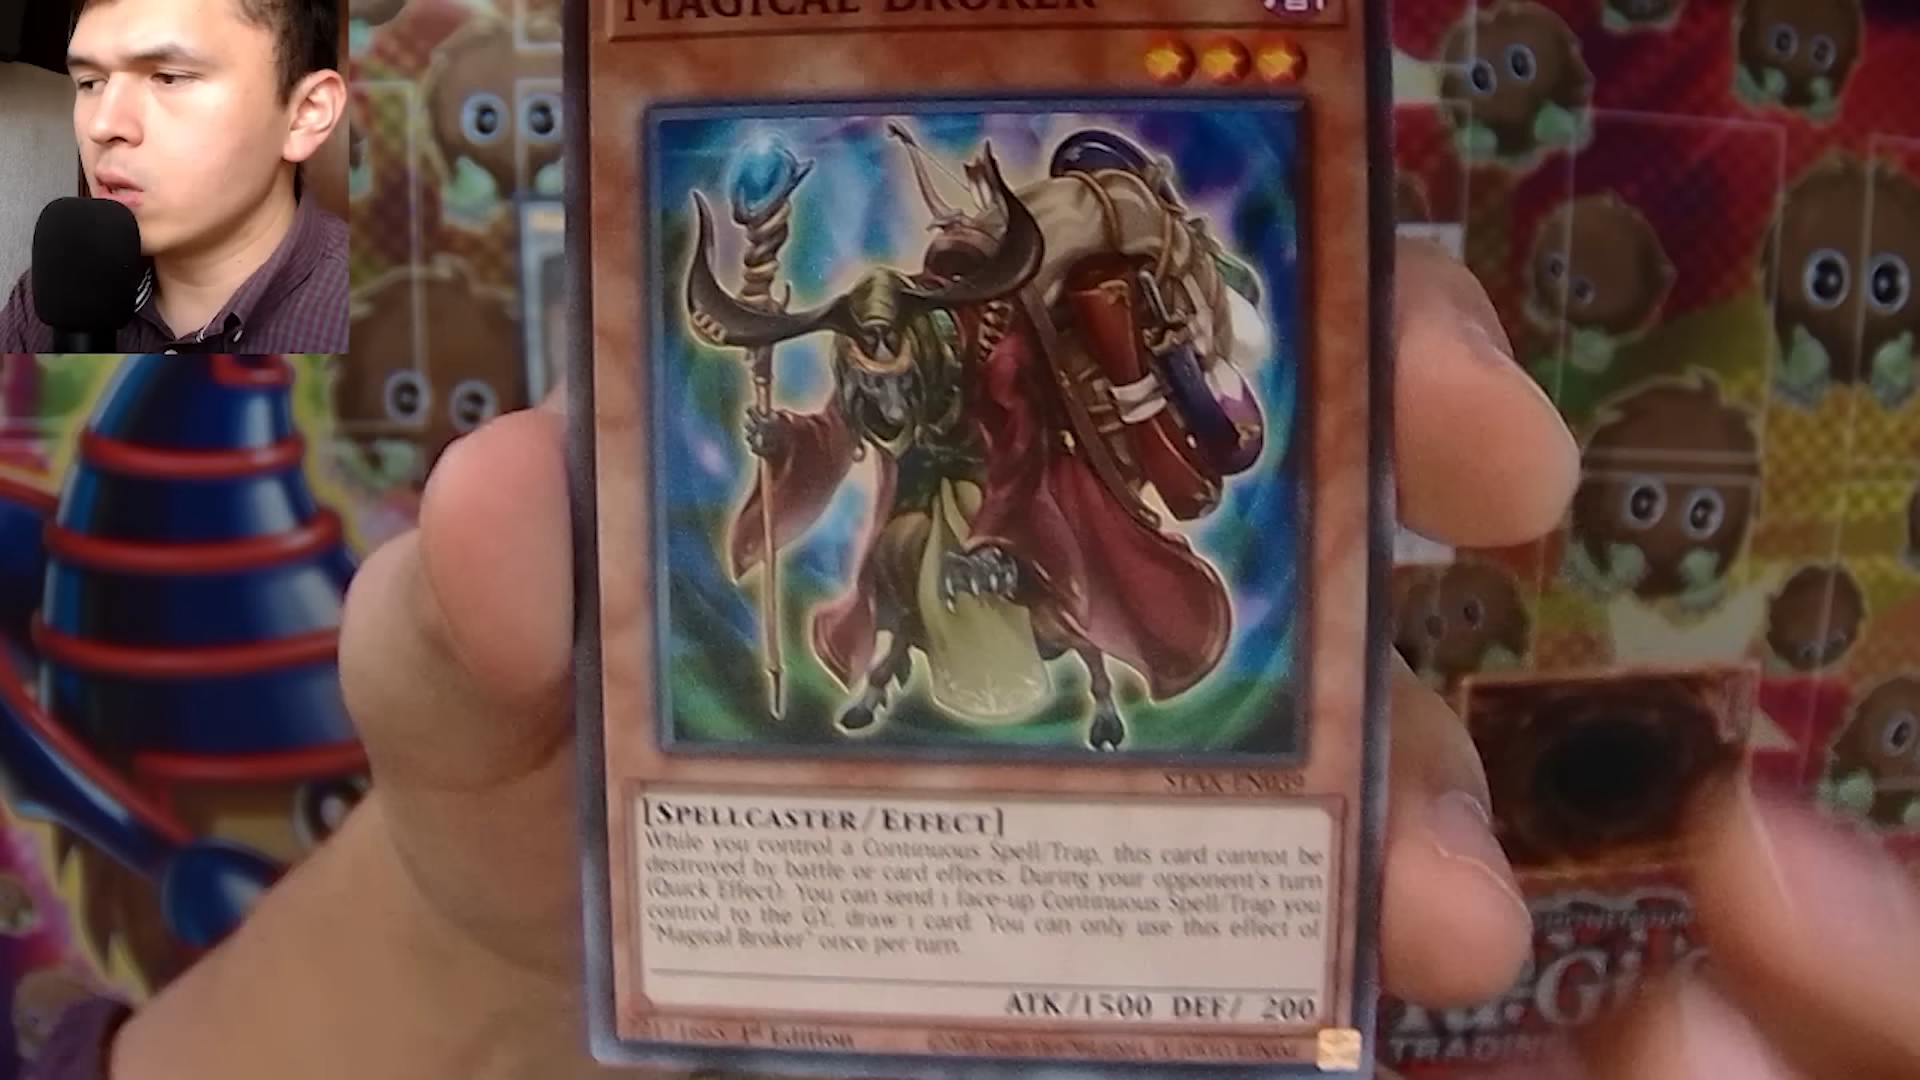 MAGICAL BROKER
STAX-EN039
[SPELLCASTER/EFFECT]
While you control a Continuous Spell/Trap, this card cannot be
destroyed by battle or card effects. During your opponent's turn
(Quick Effect): You can send 1 face-up Continuous Spell/Trap you
control to the GY; draw 1 card. You can only use this effect of
"Magical Broker" once per turn.
ATK/1500 DEF/ 200
1st Edition